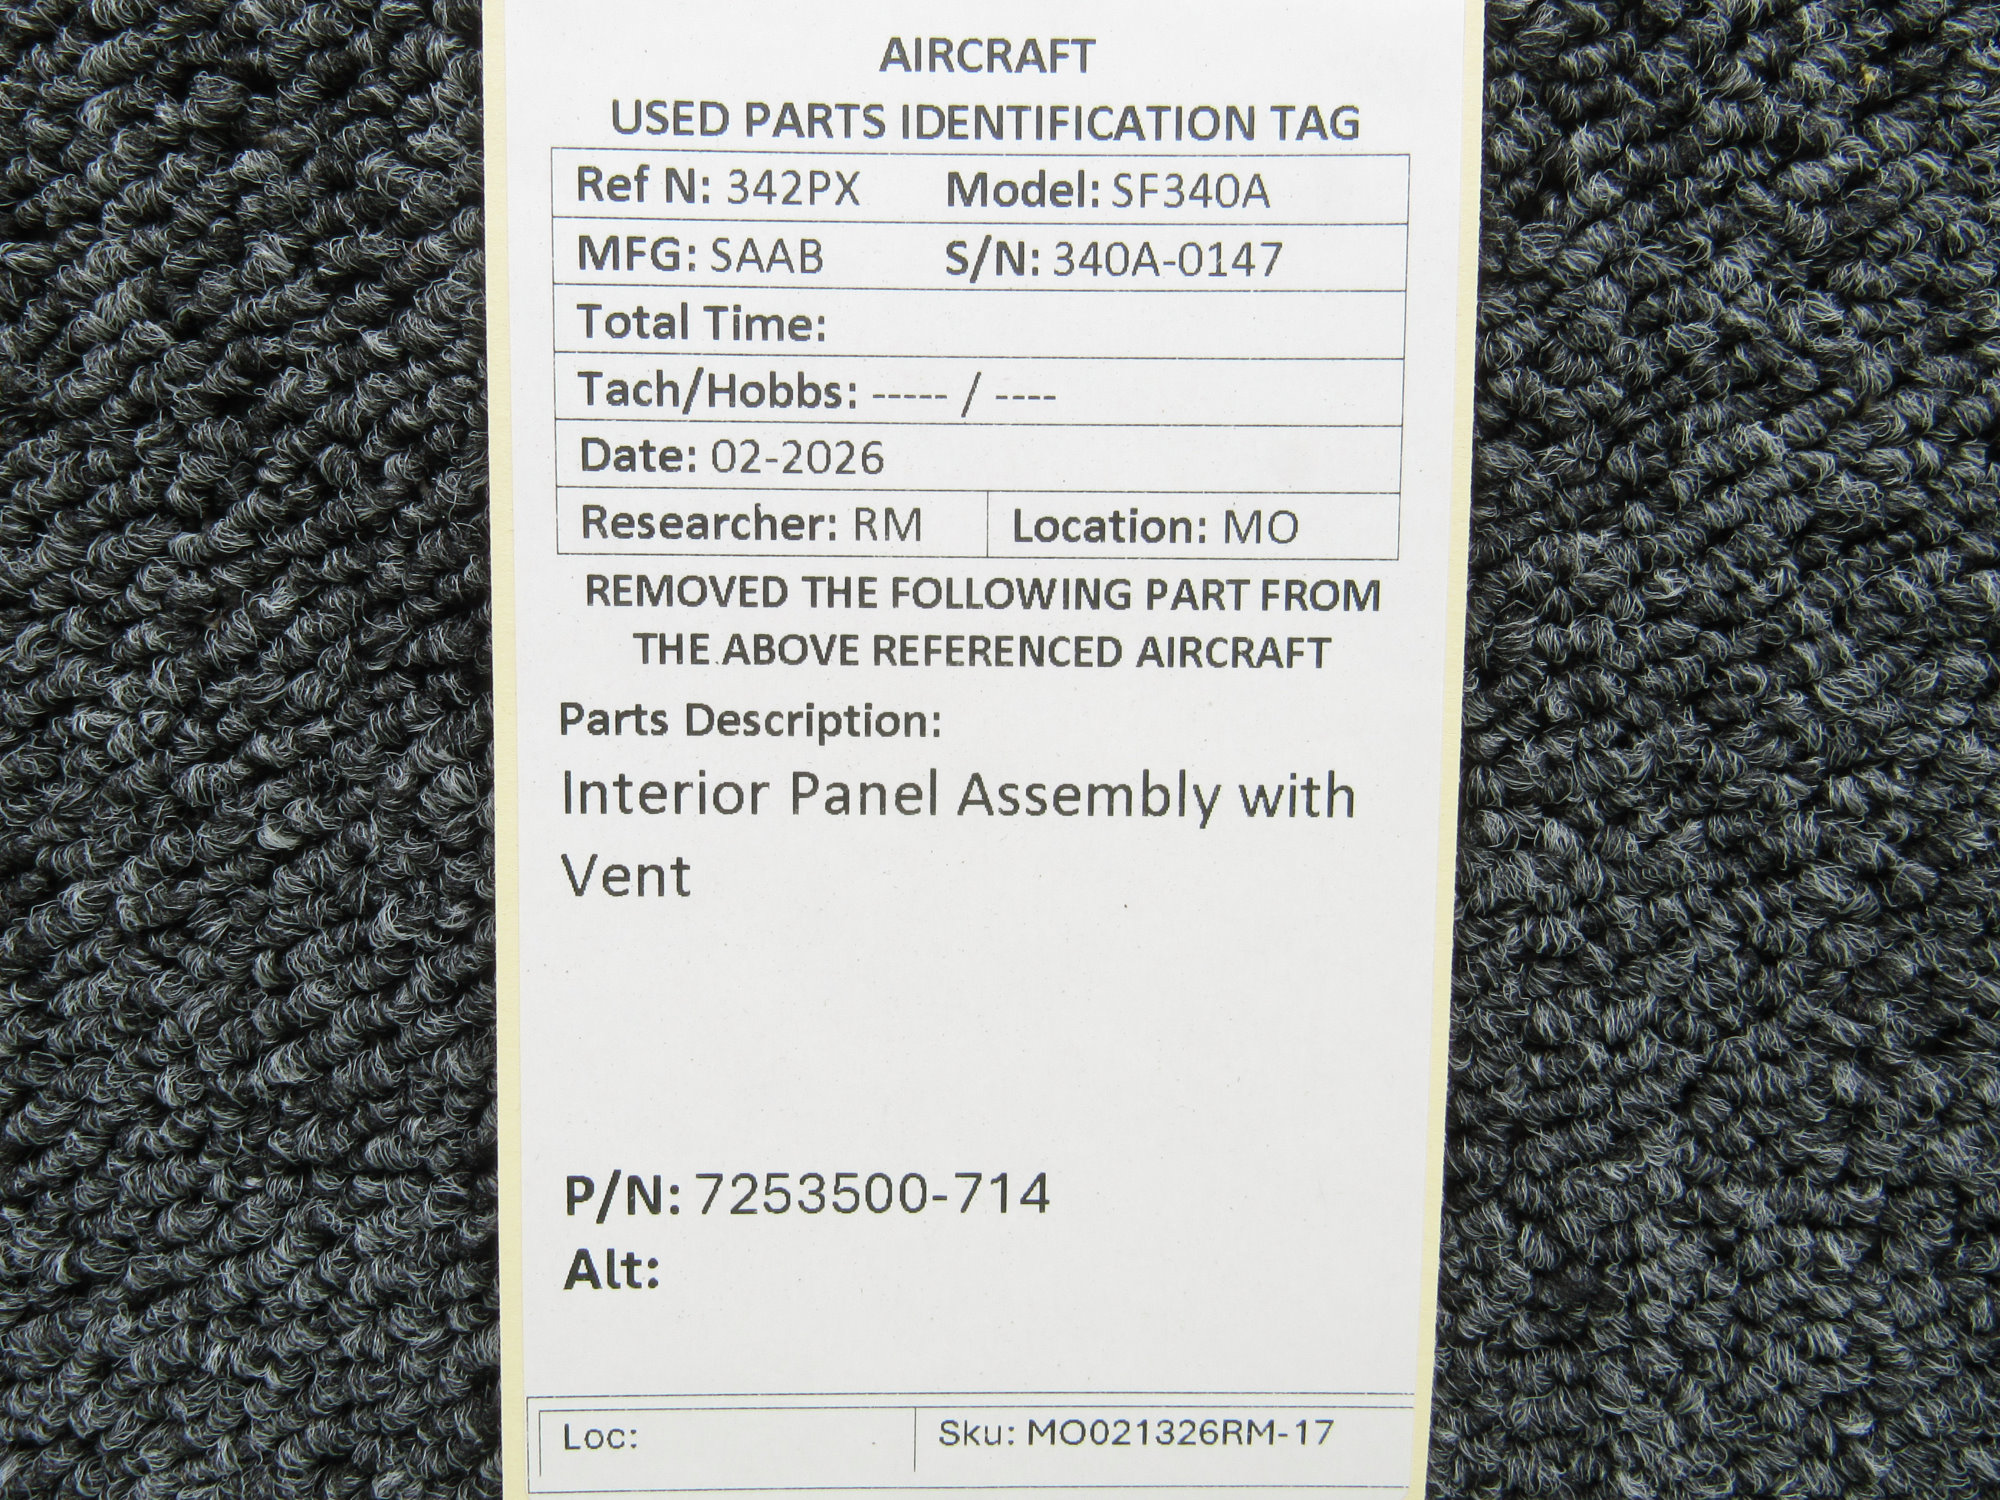 AIRCRAFT
USED PARTS IDENTIFICATION TAG
Ref N: 342PX Model: SF340A
MFG: SAAB S/N: 340A-0147
Total Time:
Tach/Hobbs: ----- / ----
Date: 02-2026
Researcher: RM Location: MO
REMOVED THE FOLLOWING PART FROM
THE ABOVE REFERENCED AIRCRAFT
Parts Description:
Interior Panel Assembly with
Vent
P/N: 7253500-714
Alt:
Loc: Sku: MO021326RM-17